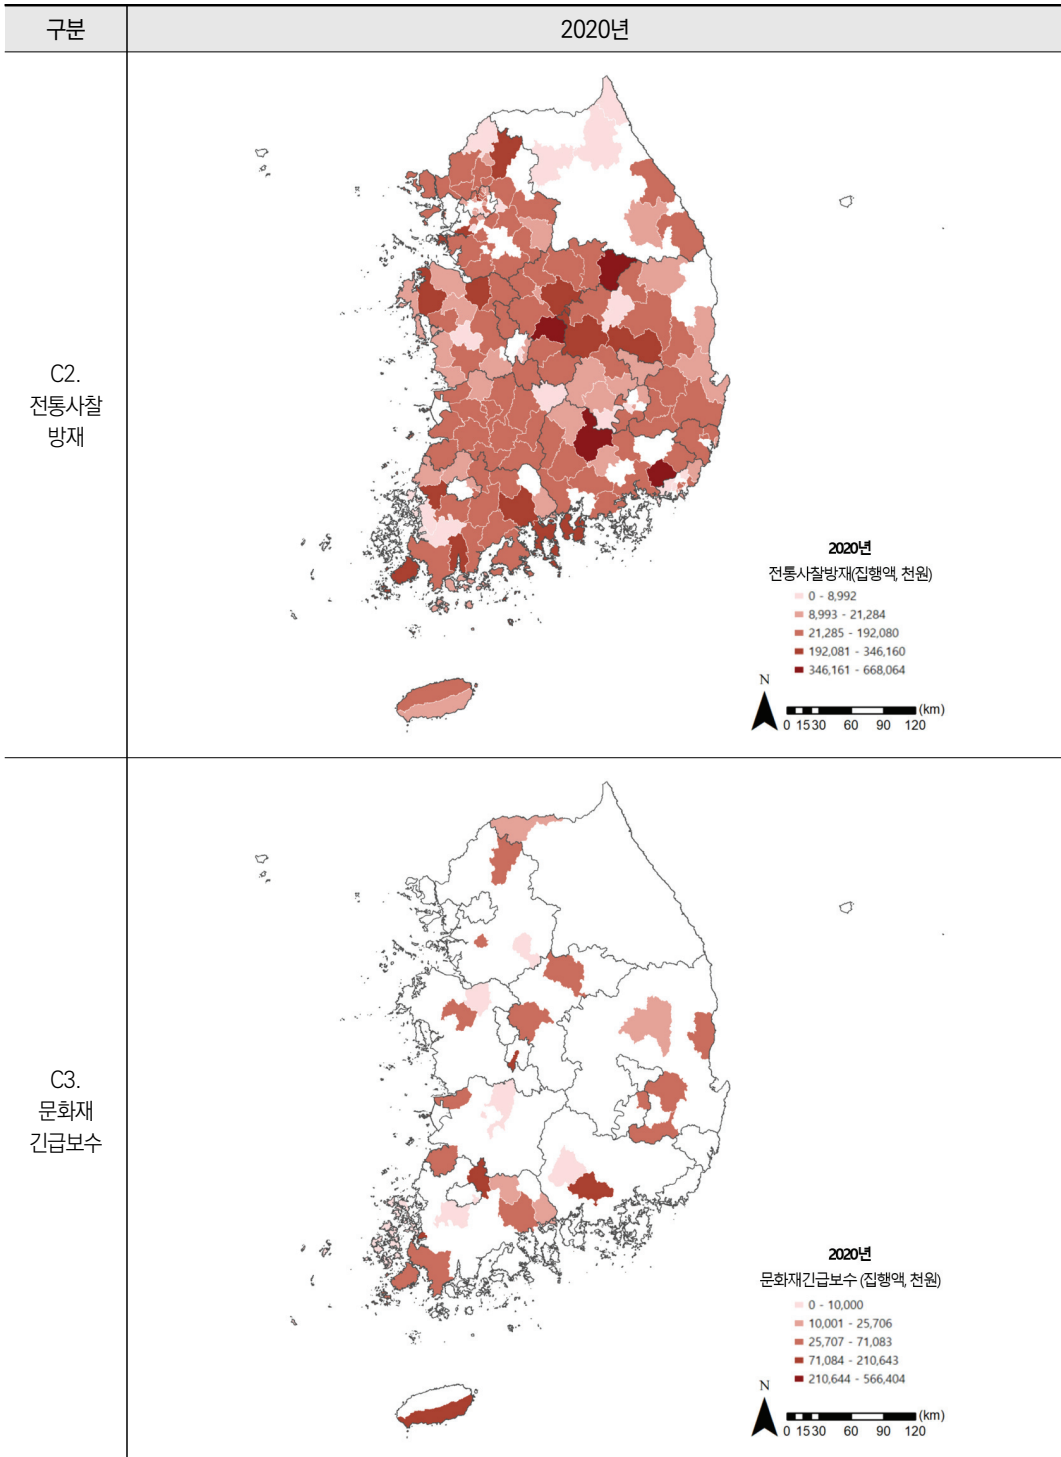 구분
2020년
C2.
전통사찰
방재
2020년
전통사찰방재(집행액, 천원)
0 - 8,992
8,993 - 21,284
21,285 - 192,080
192,081 - 346,160
346,161 - 668,064
N
(km)
0 15 30 60 90 120
C3.
문화재
긴급보수
2020년
문화재긴급보수 (집행액, 천원)
0 - 10,000
10,001 - 25,706
25,707 - 71,083
71,084 - 210,643
210,644 - 566,404
N
(km)
0 15 30 60 90 120